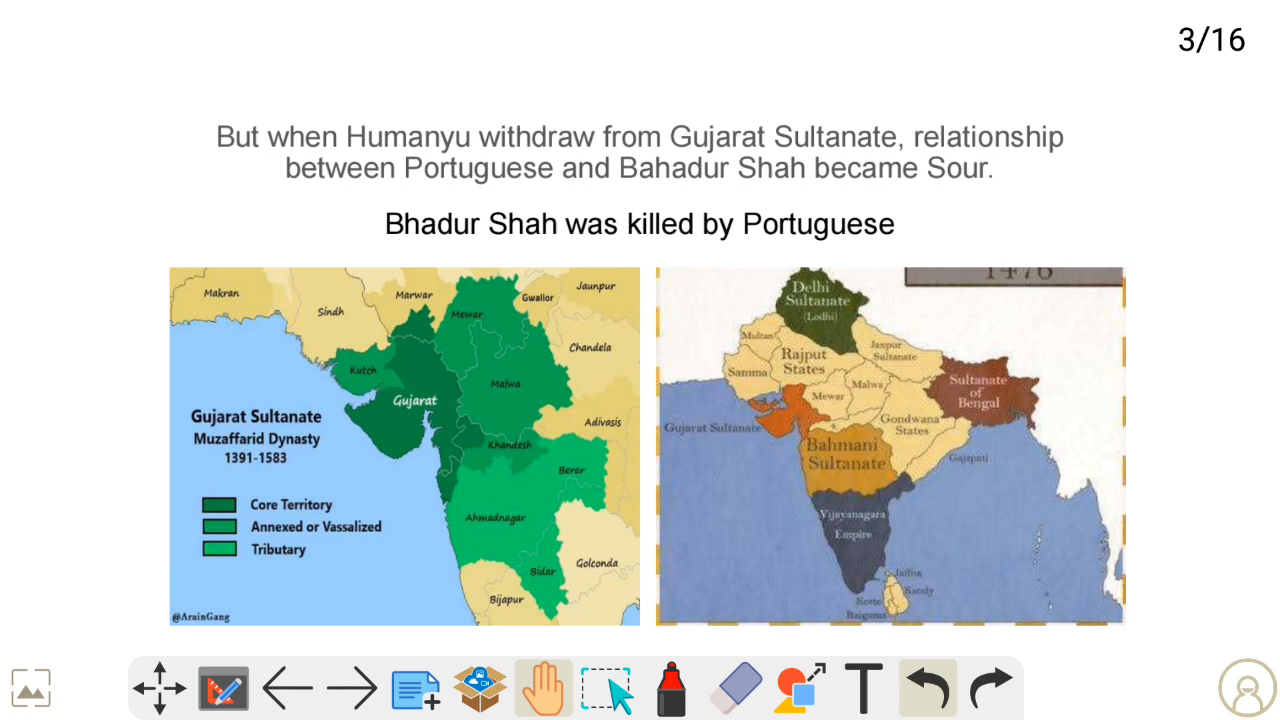 3/16
But when Humanyu withdraw from Gujarat Sultanate, relationship
between Portuguese and Bahadur Shah became Sour.
Bhadur Shah was killed by Portuguese
Makran
Sindh
Marwar
Mewar
Gwalior
Jaunpur
Chandela
Kutch
Malwa
Gujarat
Adivasis
Gujarat Sultanate
Muzaffarid Dynasty
1391-1583
Khandesh
Berar
Core Territory
Annexed or Vassalized
Tributary
Ahmadnagar
Golconda
Bidar
Bijapur
@ArainGang
1476
Delhi
Sultanate
(Lodhi)
Multan
Rajput
States
Janpur
Sultanate
Samma
Malwa
Mewar
Sultanate
of
Bengal
Gujarat Sultanate
4
Gondwana
States
Bahmani
Sultanate
Gajapati
Vijayanagara
Empire
Jaffna
Kandy
Kotte
Raigama
T